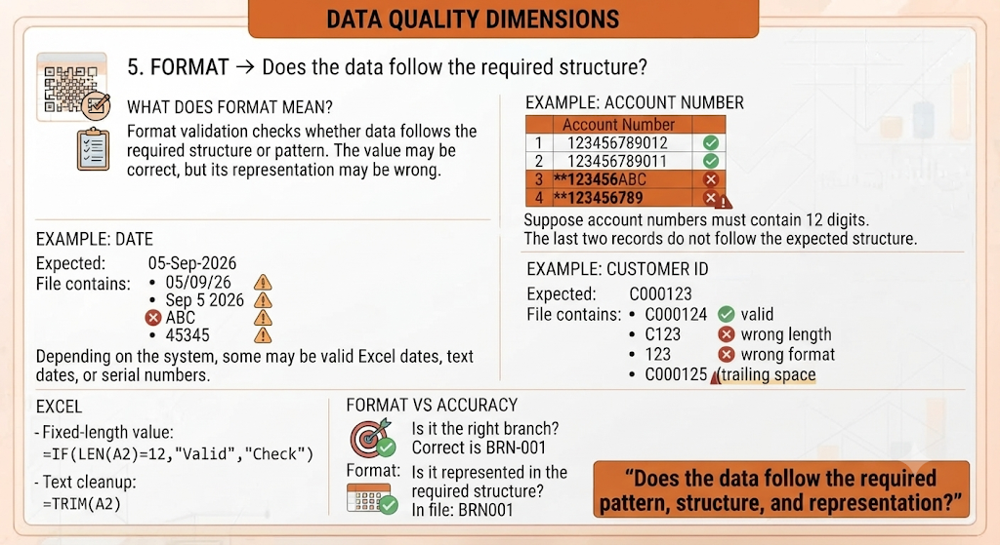 DATA QUALITY DIMENSIONS
5. FORMAT → Does the data follow the required structure?
WHAT DOES FORMAT MEAN?
Format validation checks whether data follows the
required structure or pattern. The value may be
correct, but its representation may be wrong.
EXAMPLE: DATE
Expected: 05-Sep-2026
File contains: • 05/09/26
• Sep 5 2026
ABC
• 45345
Depending on the system, some may be valid Excel dates, text
dates, or serial numbers.
EXAMPLE: ACCOUNT NUMBER
Account Number
1 123456789012
2 123456789011
3 **123456ABC
4 **123456789
Suppose account numbers must contain 12 digits.
The last two records do not follow the expected structure.
EXAMPLE: CUSTOMER ID
Expected: C000123
File contains: • C000124 valid
• C123 wrong length
• 123 wrong format
• C000125 (trailing space
EXCEL
- Fixed-length value:
=IF(LEN(A2)=12,"Valid","Check")
- Text cleanup:
=TRIM(A2)
FORMAT VS ACCURACY
Is it the right branch?
Correct is BRN-001
Format: Is it represented in the
required structure?
In file: BRN001
“Does the data follow the required
pattern, structure, and representation?”